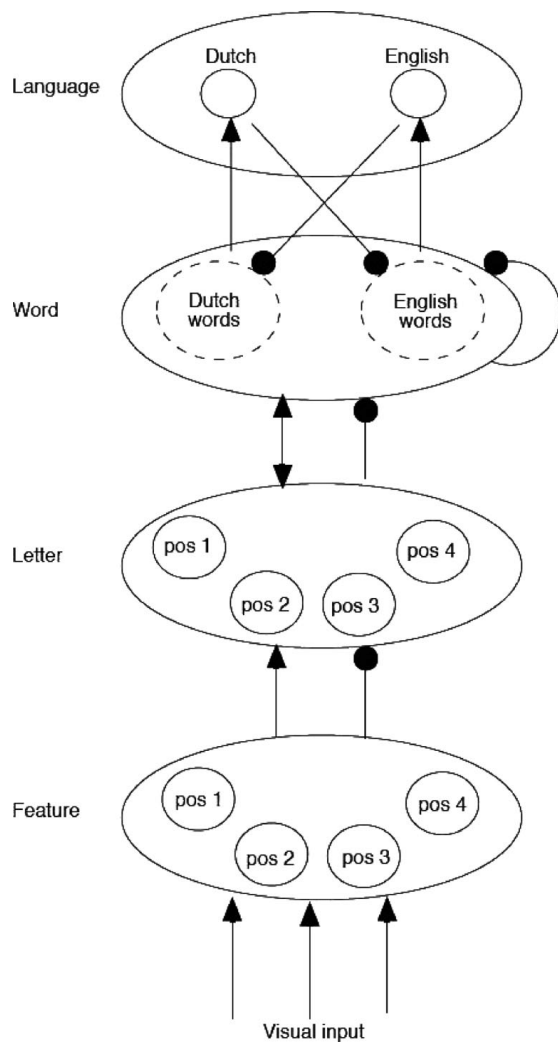 Dutch English
Language
Dutch words
English words
Word
pos 1
pos 4
Letter
pos 2
pos 3
pos 1
pos 4
Feature
pos 2
pos 3
Visual input